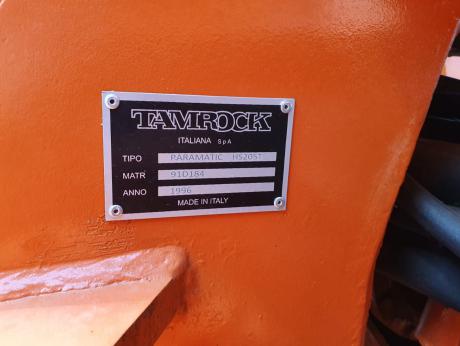 TAMROCK
ITALIANA SpA
TIPO PARAMATIC HS205T
MATR 91D184
ANNO 1996
MADE IN ITALY